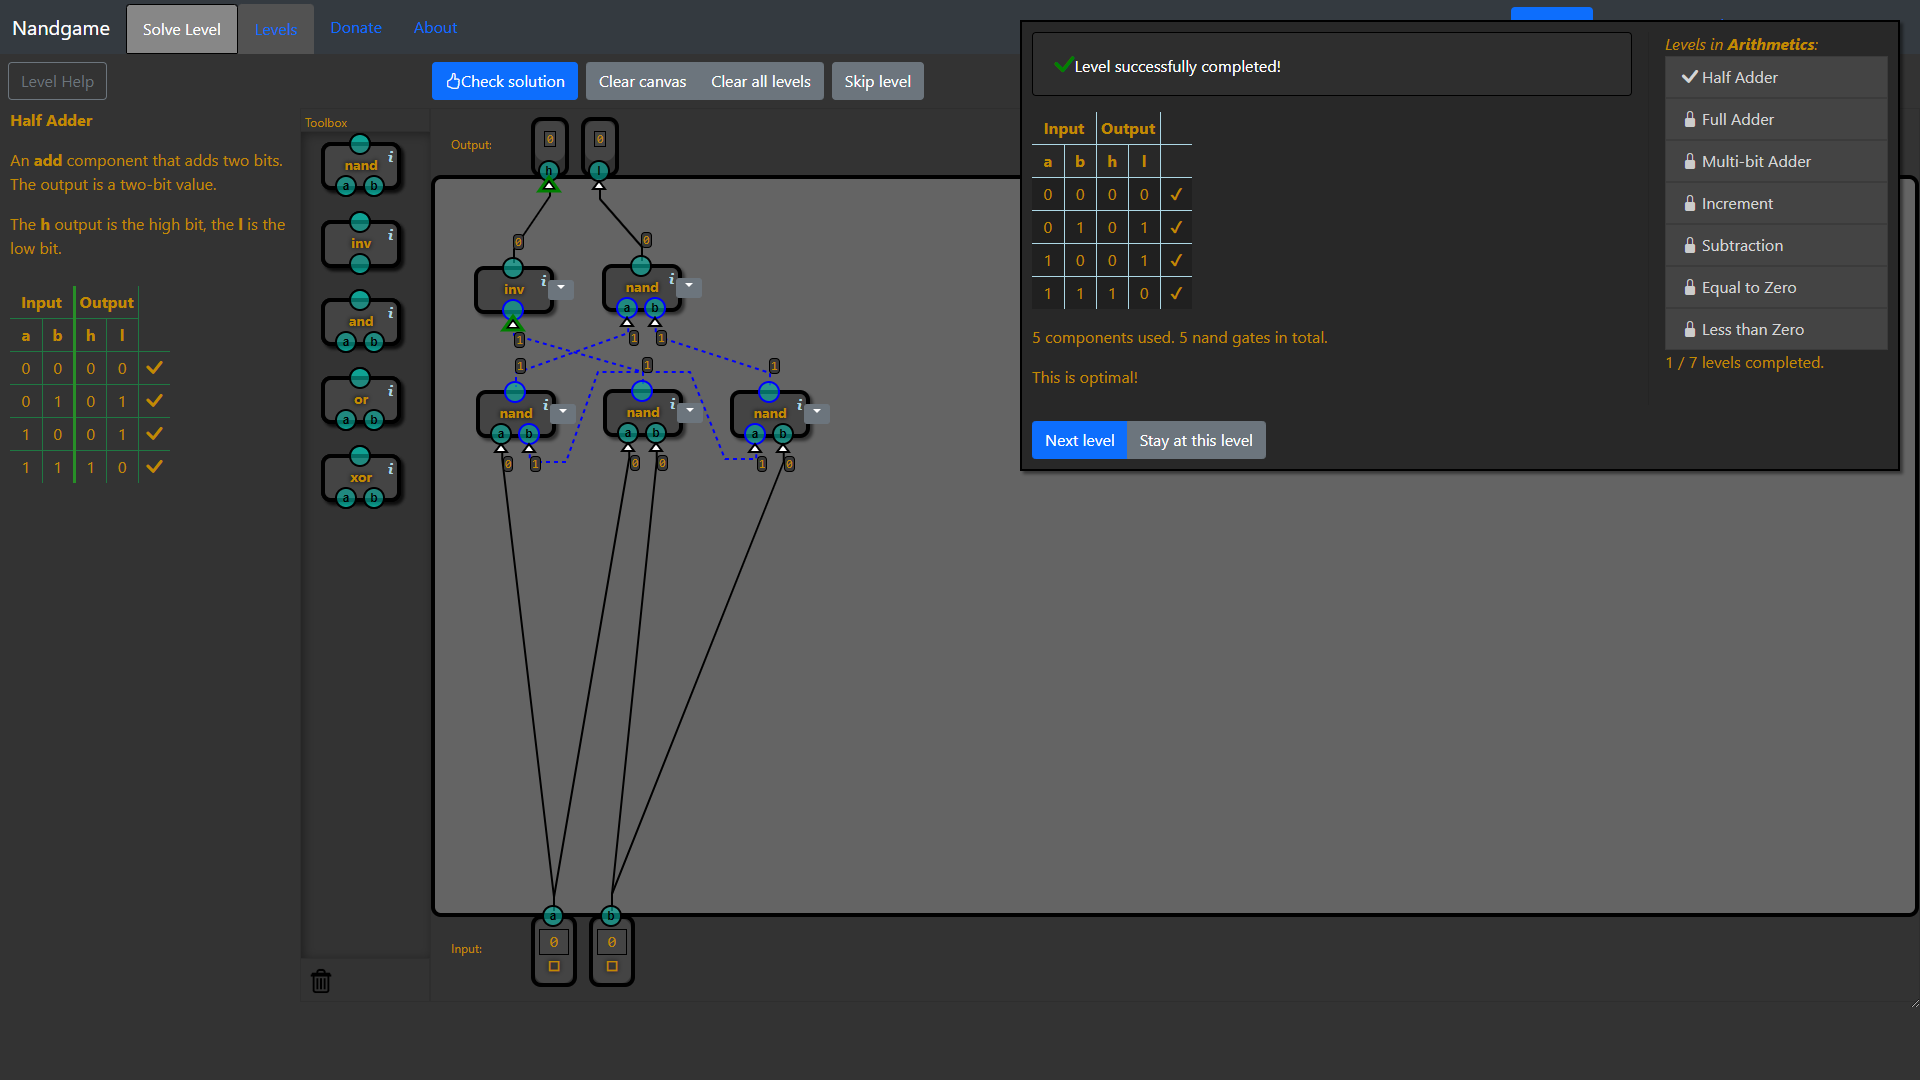 Nandgame
Solve Level
Levels
Donate
About
Level Help
Check solution
Clear canvas
Clear all levels
Skip level
Half Adder
An add component that adds two bits.
The output is a two-bit value.
The h output is the high bit, the l is the
low bit.
Input Output
a b h l
0 0 0 0
0 1 0 1
1 0 0 1
1 1 1 0
Toolbox
nand i
a b
inv i
and i
a b
or i
a b
xor i
a b
Output:
0 0
h l
0 0
inv i
nand i
a b
1 1 1
1 1 1
nand i
nand i
nand i
a b a b a b
0 1 0 0 1 0
a b
Input:
0 0
Level successfully completed!
Input Output
a b h l
0 0 0 0 ✓
0 1 0 1 ✓
1 0 0 1 ✓
1 1 1 0 ✓
5 components used. 5 nand gates in total.
This is optimal!
Next level
Stay at this level
Levels in Arithmetics:
Half Adder
Full Adder
Multi-bit Adder
Increment
Subtraction
Equal to Zero
Less than Zero
1 / 7 levels completed.